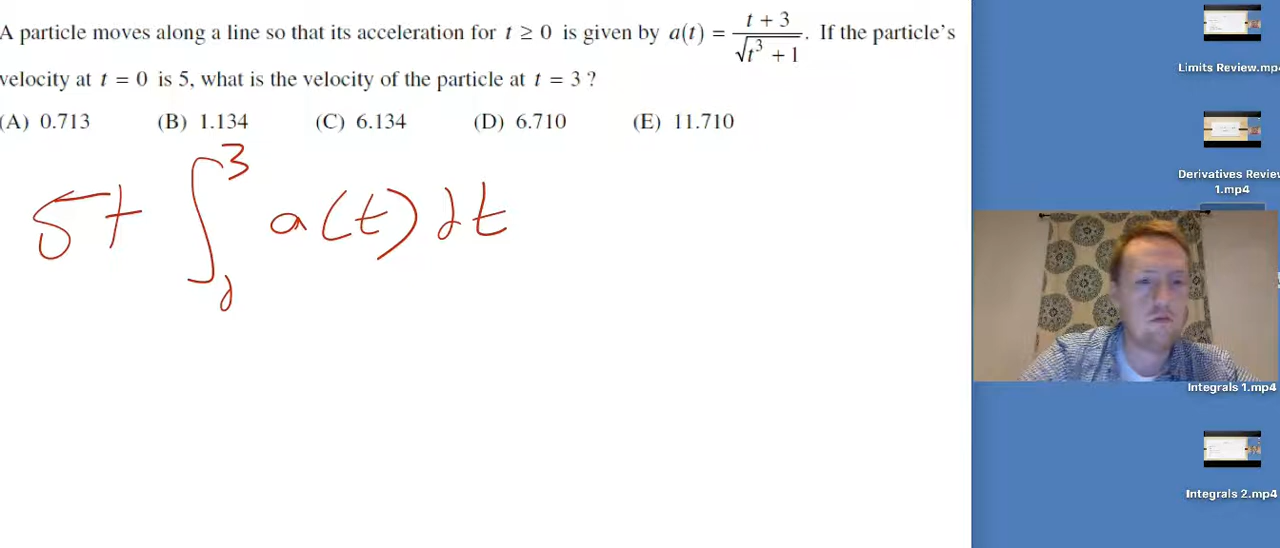 A particle moves along a line so that its acceleration for t ≥ 0 is given by a(t) = (t + 3)/√(t³ + 1). If the particle's
velocity at t = 0 is 5, what is the velocity of the particle at t = 3 ?
(A) 0.713 (B) 1.134 (C) 6.134 (D) 6.710 (E) 11.710
5 + ∫₀³ a(t) dt
Limits Review.mp4
Derivatives Review
1.mp4
Integrals 1.mp4
Integrals 2.mp4